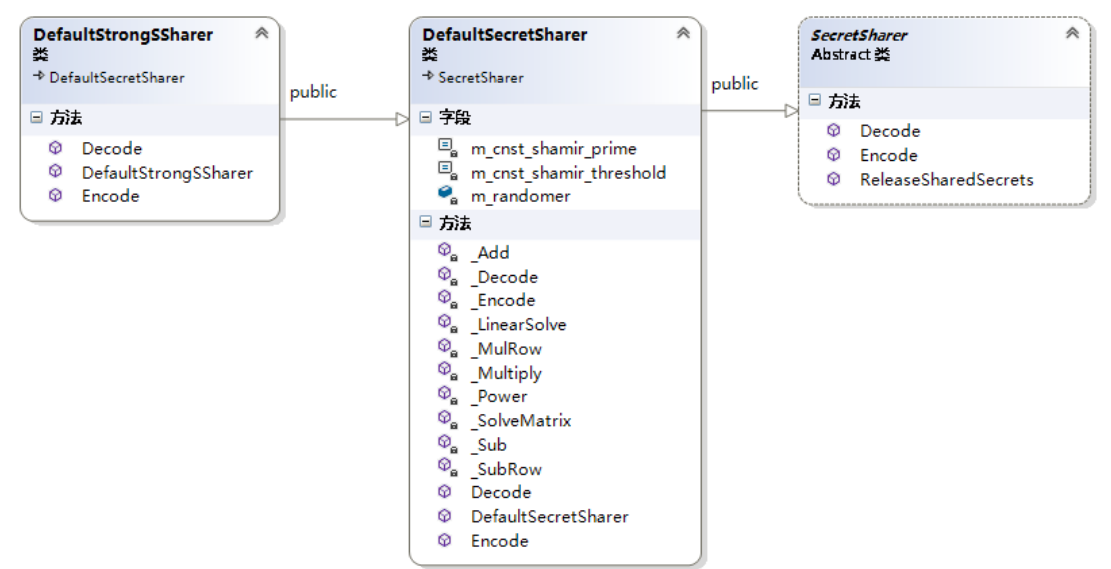 DefaultStrongSSharer
类
DefaultSecretSharer
方法
Decode
DefaultStrongSSharer
Encode
public
DefaultSecretSharer
类
SecretSharer
字段
m_cnst_shamir_prime
m_cnst_shamir_threshold
m_randomer
方法
_Add
_Decode
_Encode
_LinearSolve
_MulRow
_Multiply
_Power
_SolveMatrix
_Sub
_SubRow
Decode
DefaultSecretSharer
Encode
public
SecretSharer
Abstract 类
方法
Decode
Encode
ReleaseSharedSecrets